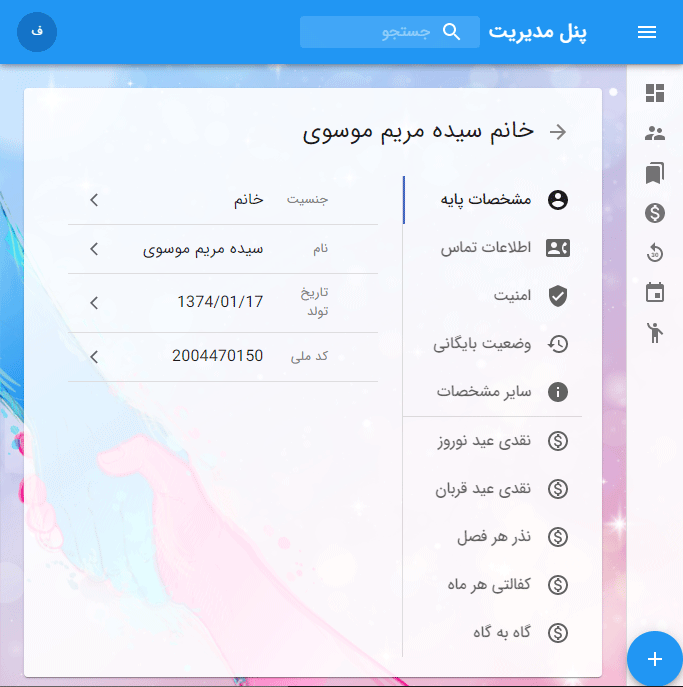 پنل مدیریت
جستجو
ف
خانم سیده مریم موسوی
مشخصات پایه
اطلاعات تماس
امنیت
وضعیت بایگانی
سایر مشخصات
نقدی عید نوروز
نقدی عید قربان
نذر هر فصل
کفالتی هر ماه
گاه به گاه
جنسیت
خانم
نام
سیده مریم موسوی
تاریخ
تولد
1374/01/17
کد ملی
2004470150
30